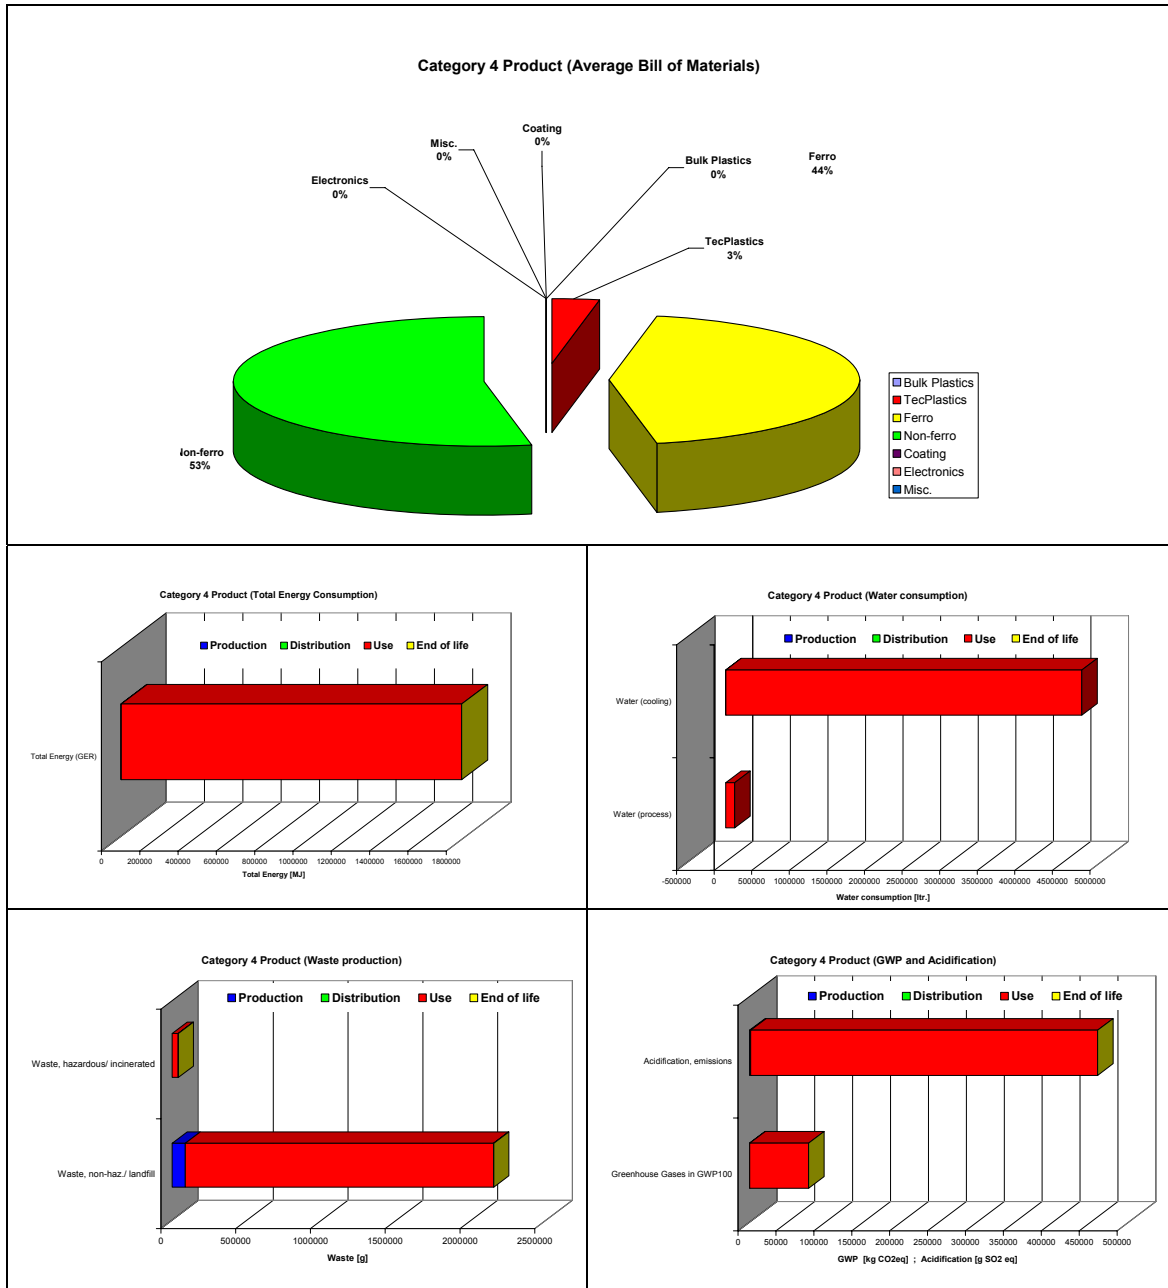 Category 4 Product (Average Bill of Materials)
Coating
0%
Misc.
0%
Bulk Plastics
0%
Ferro
44%
Electronics
0%
TecPlastics
3%
Bulk Plastics
TecPlastics
Ferro
Non-ferro
Coating
Electronics
Misc.
Non-ferro
53%
Category 4 Product (Total Energy Consumption)
Production Distribution Use End of life
Total Energy (GER)
0 200000 400000 600000 800000 1000000 1200000 1400000 1600000 1800000
Total Energy [MJ]
Category 4 Product (Water consumption)
Production Distribution Use End of life
Water (cooling)
Water (process)
-500000 0 500000 1000000 1500000 2000000 2500000 3000000 3500000 4000000 4500000 5000000
Water consumption [ltr.]
Category 4 Product (Waste production)
Production Distribution Use End of life
Waste, hazardous/ incinerated
Waste, non-haz./ landfill
0 500000 1000000 1500000 2000000 2500000
Waste [g]
Category 4 Product (GWP and Acidification)
Production Distribution Use End of life
Acidification, emissions
Greenhouse Gases in GWP100
0 50000 100000 150000 200000 250000 300000 350000 400000 450000 500000
GWP [kg CO2eq] ; Acidification [g SO2 eq]